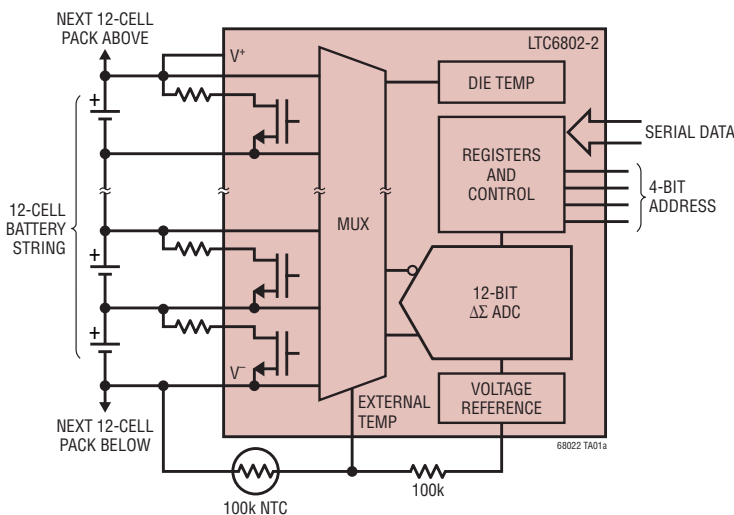 NEXT 12-CELL
PACK ABOVE
LTC6802-2
V+
DIE TEMP
SERIAL DATA
REGISTERS
AND
CONTROL
4-BIT
ADDRESS
12-CELL
BATTERY
STRING
MUX
12-BIT
ΔΣ ADC
V–
VOLTAGE
REFERENCE
EXTERNAL
TEMP
NEXT 12-CELL
PACK BELOW
68022 TA01a
100k NTC
100k
+
+
+